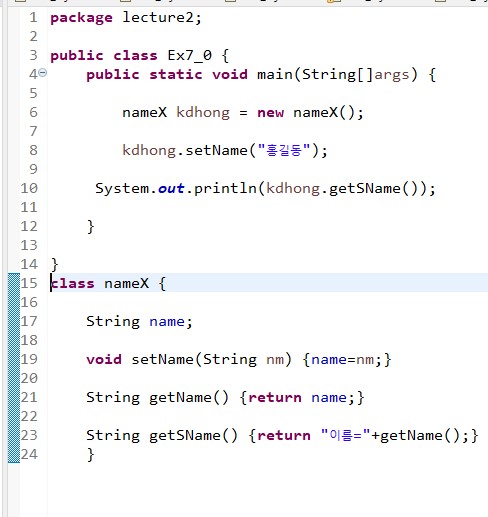 1 package lecture2;
2
3 public class Ex7_0 {
4 public static void main(String[]args) {
5
6 nameX kdhong = new nameX();
7
8 kdhong.setName("홍길동");
9
10 System.out.println(kdhong.getSName());
11
12 }
13
14 }
15 class nameX {
16
17 String name;
18
19 void setName(String nm) {name=nm;}
20
21 String getName() {return name;}
22
23 String getSName() {return "이름="+getName();}
24 }